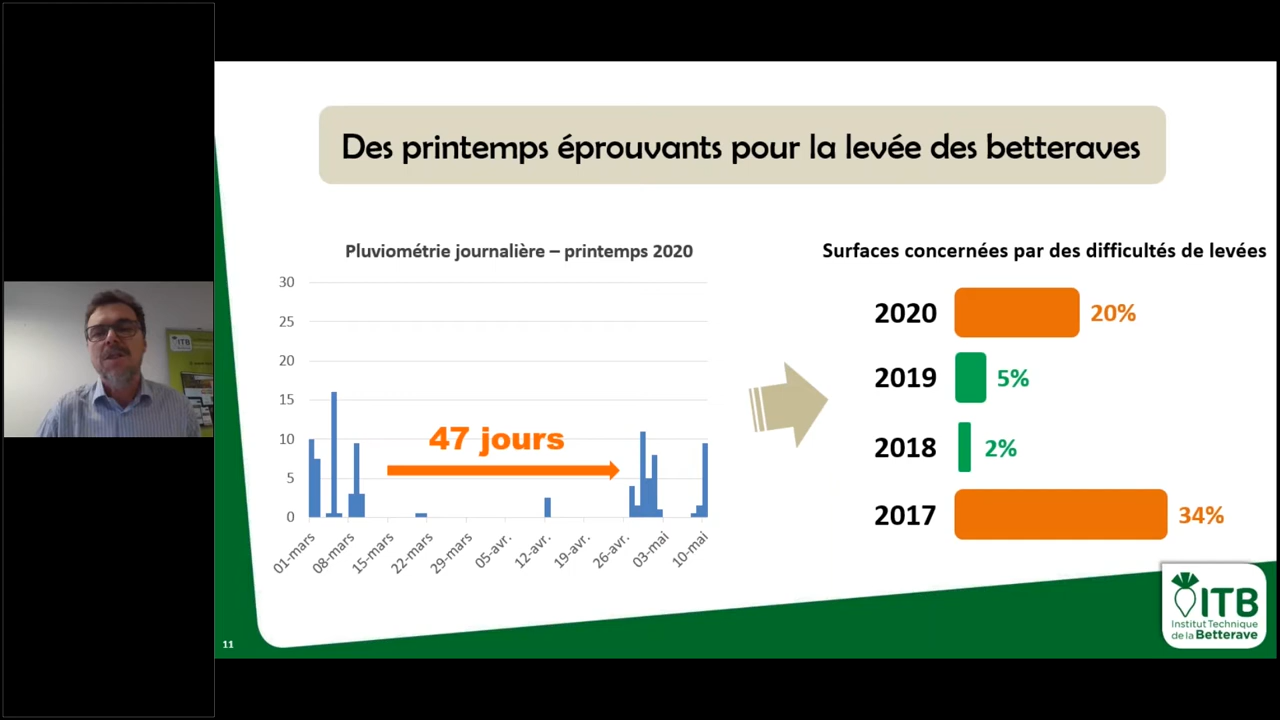 Des printemps éprouvants pour la levée des betteraves
Pluviométrie journalière – printemps 2020
30
25
20
15
10
5
0
47 jours
01-mars
08-mars
15-mars
22-mars
29-mars
05-avr.
12-avr.
19-avr.
26-avr.
03-mai
10-mai
Surfaces concernées par des difficultés de levées
2020 20%
2019 5%
2018 2%
2017 34%
ITB
Institut Technique
de la Betterave
11
ITB